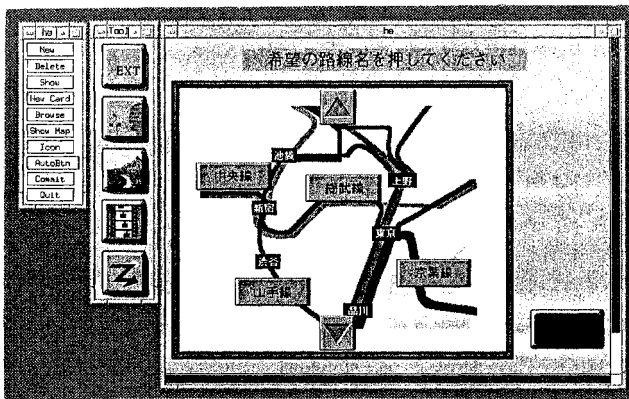 ha
New
Delete
Show
New Card
Browse
Show Map
Icon
AutoBtn
Commit
Quit
Tool
EXT
ha
希望の路線名を押してください
池袋
上野
中央線
総武線
新宿
東京
渋谷
京葉線
山手線
品川